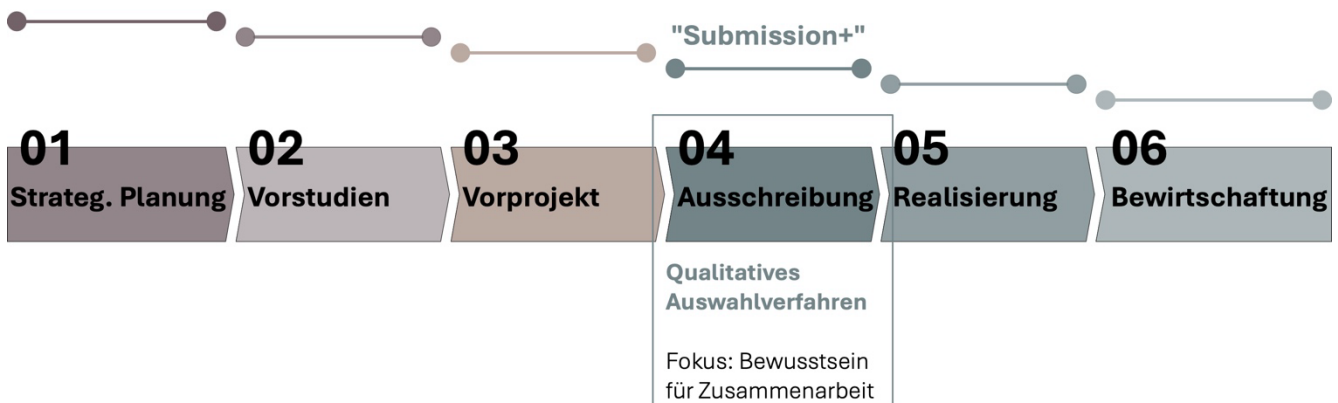 "Submission+"
01
Strateg. Planung
02
Vorstudien
03
Vorprojekt
04
Ausschreibung
05
Realisierung
06
Bewirtschaftung
Qualitatives
Auswahlverfahren
Fokus: Bewusstsein
für Zusammenarbeit